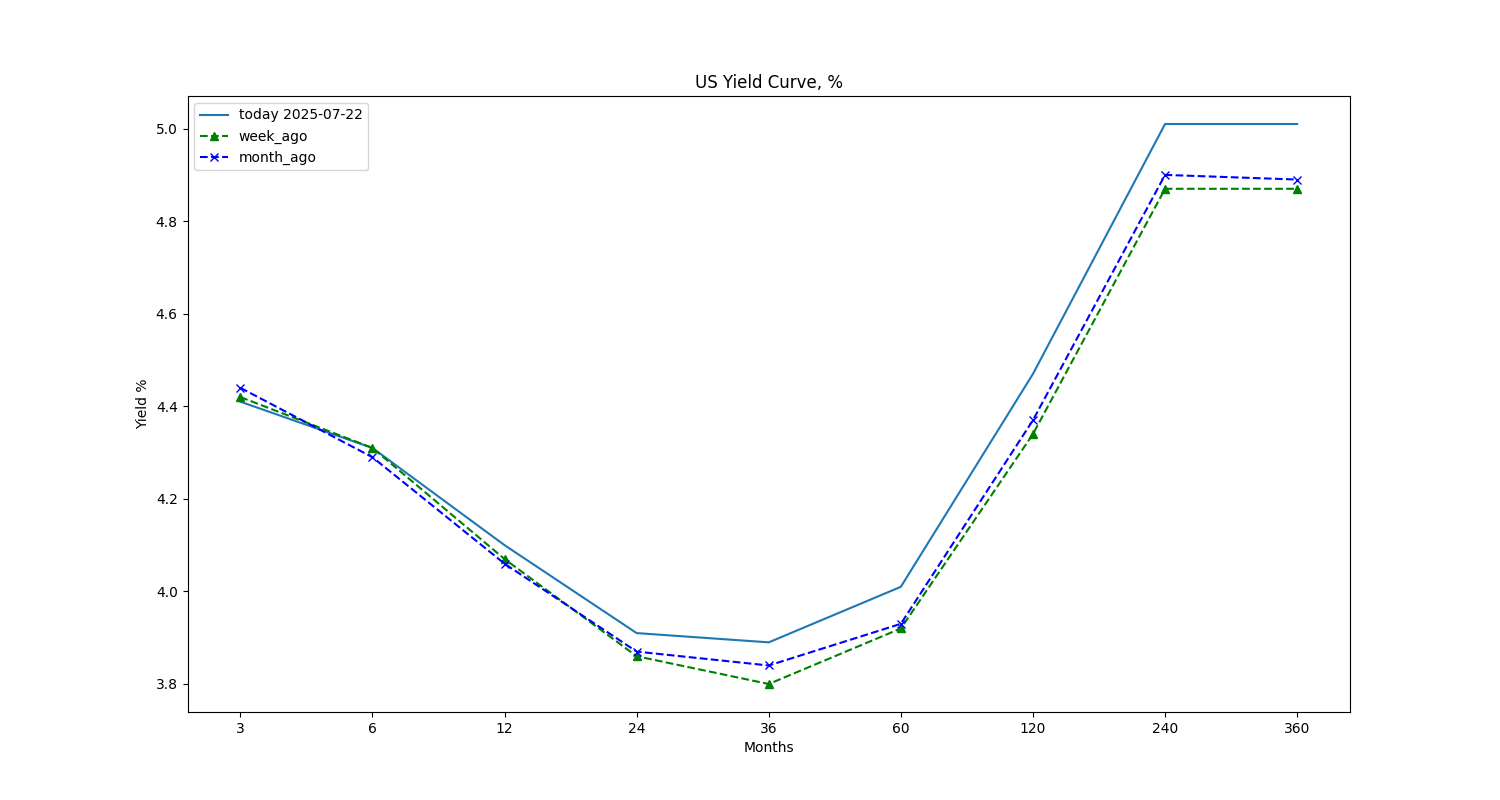 US Yield Curve, %
today 2025-07-22
week_ago
month_ago
5.0
4.8
4.6
4.4
4.2
4.0
3.8
Yield %
3 6 12 24 36 60 120 240 360
Months